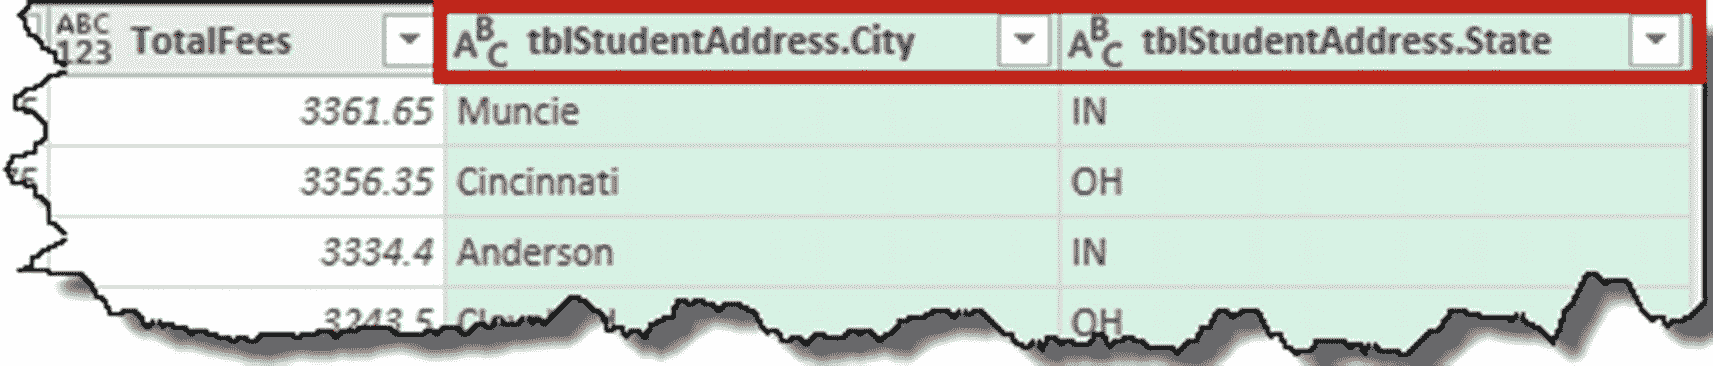 ABC 123 TotalFees ABC tblStudentAddress.City ABC tblStudentAddress.State
3361.65 Muncie IN
3356.35 Cincinnati OH
3334.4 Anderson IN
3243.5 OH